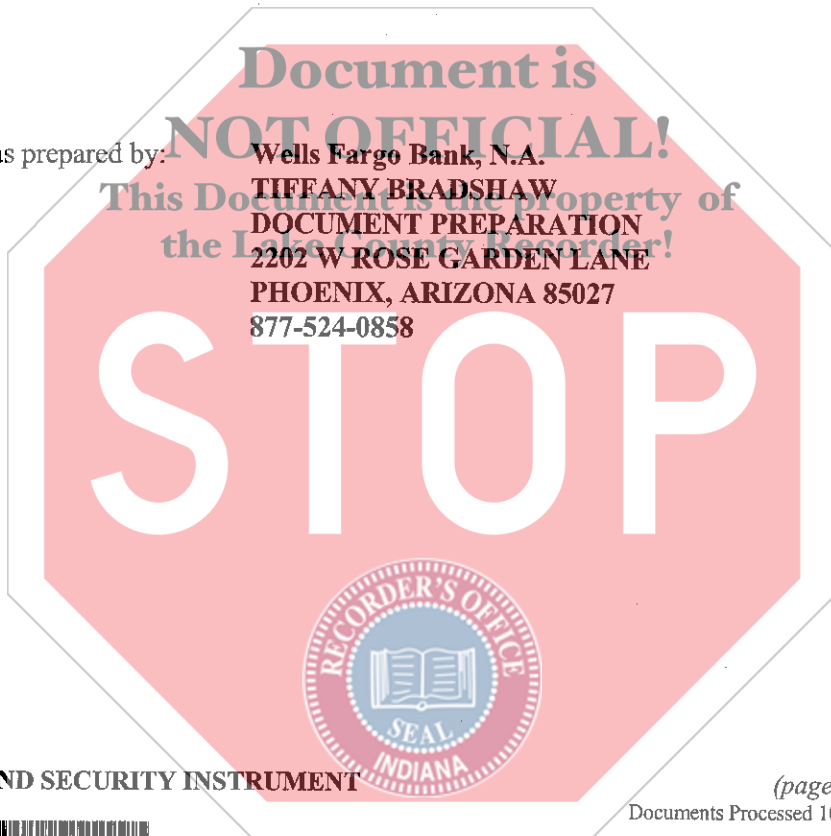 Document is
NOT OFFICIAL!
This Document is the property of
the Lake County Recorder!
as prepared by:
Wells Fargo Bank, N.A.
TIFFANY BRADSHAW
DOCUMENT PREPARATION
2202 W ROSE GARDEN LANE
PHOENIX, ARIZONA 85027
877-524-0858
STOP
RECORDER'S OFFICE
SEAL
INDIANA
ND SECURITY INSTRUMENT
(page
Documents Processed 10